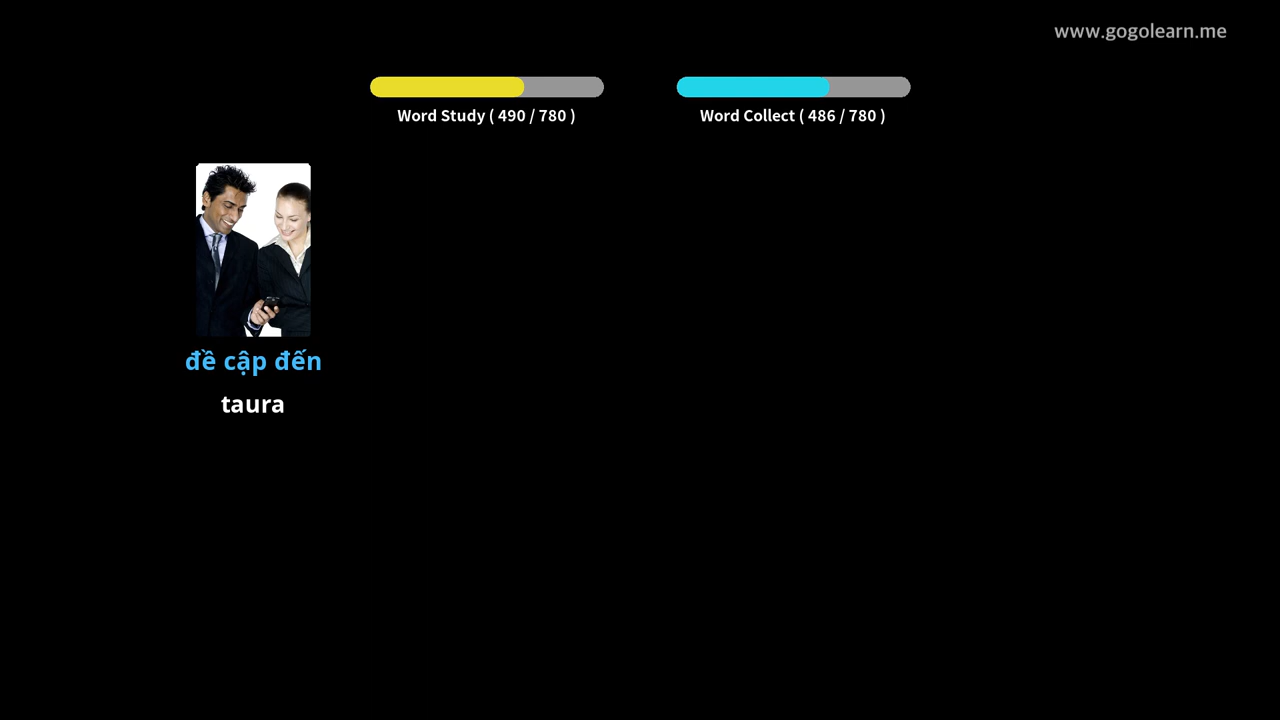 www.gogolearn.me
Word Study ( 490 / 780 )
Word Collect ( 486 / 780 )
đề cập đến
taura